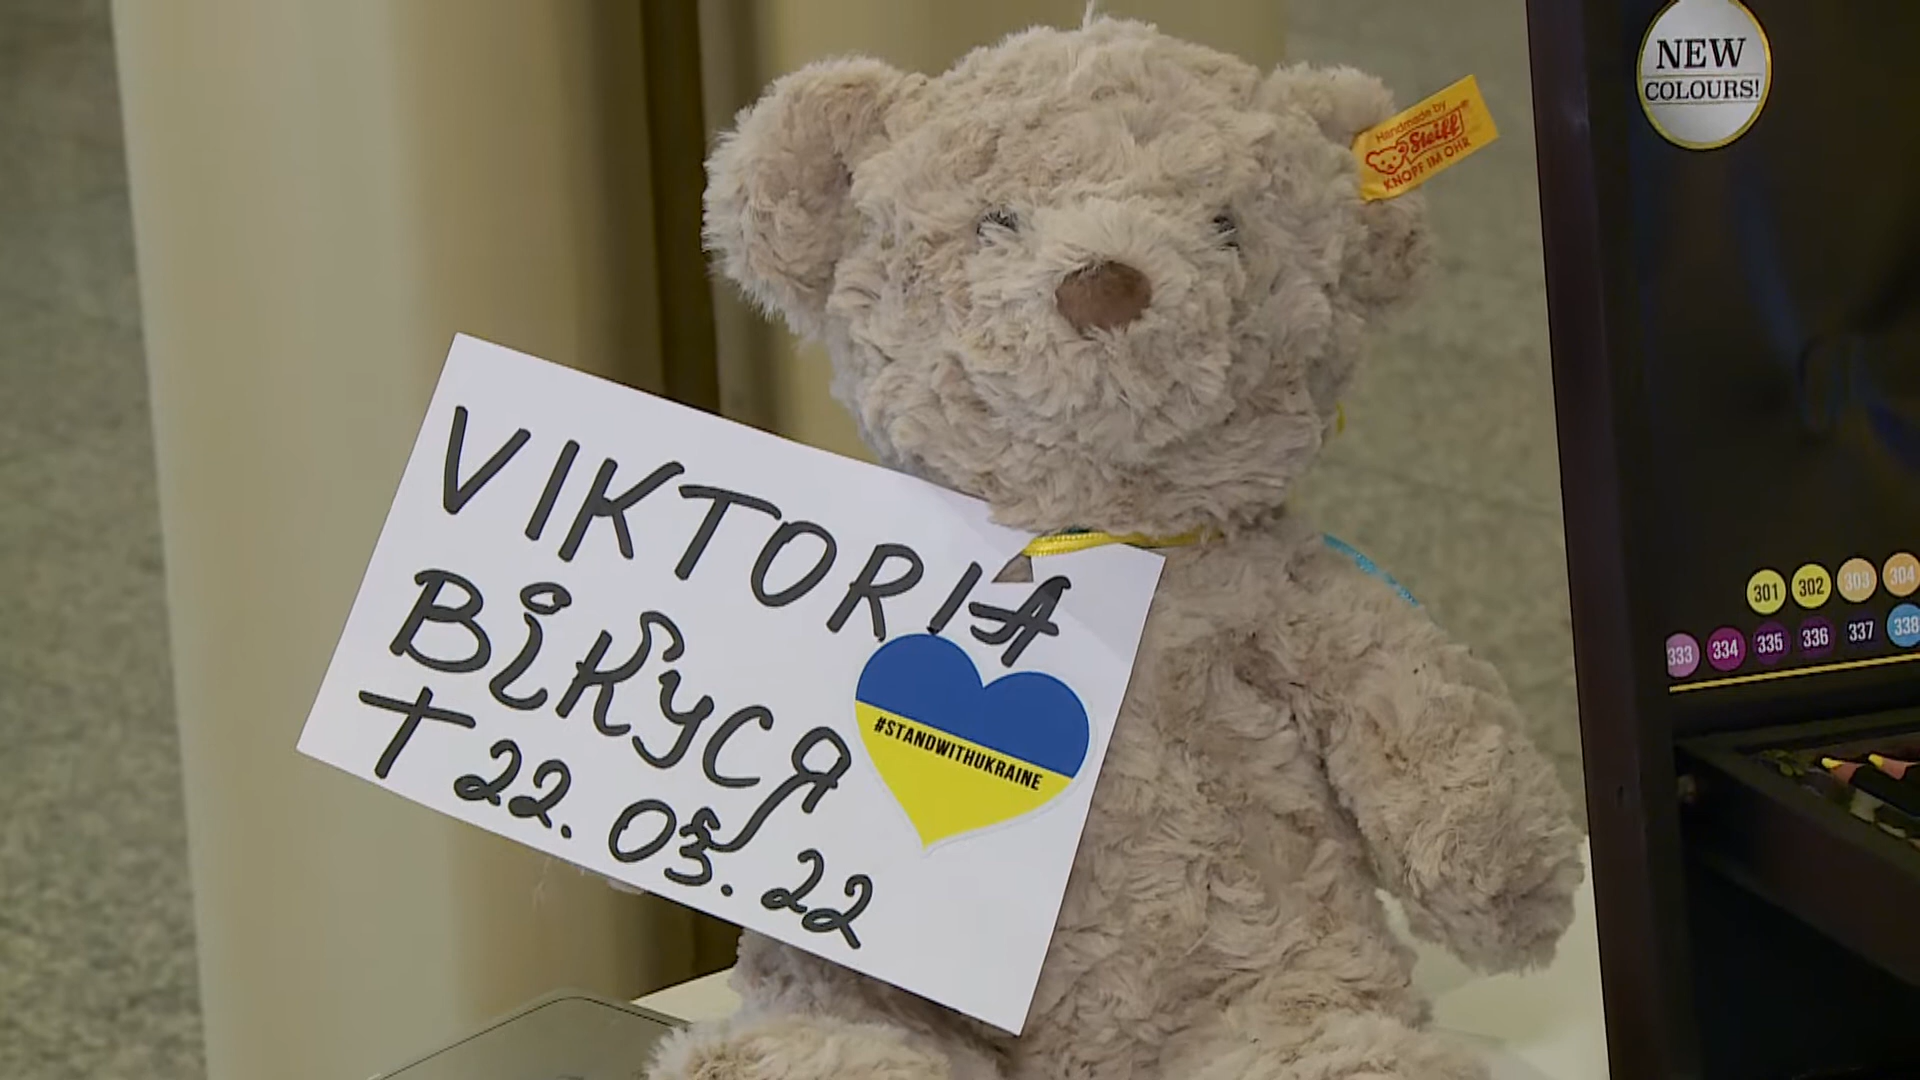 NEW
COLOURS!
Handmade by
Steiff®
KNOPF IM OHR
VIKTORIA
Вікуся
† 22. 05. 22
#STANDWITHUKRAINE
301 302 303 304
333 334 335 336 337 338